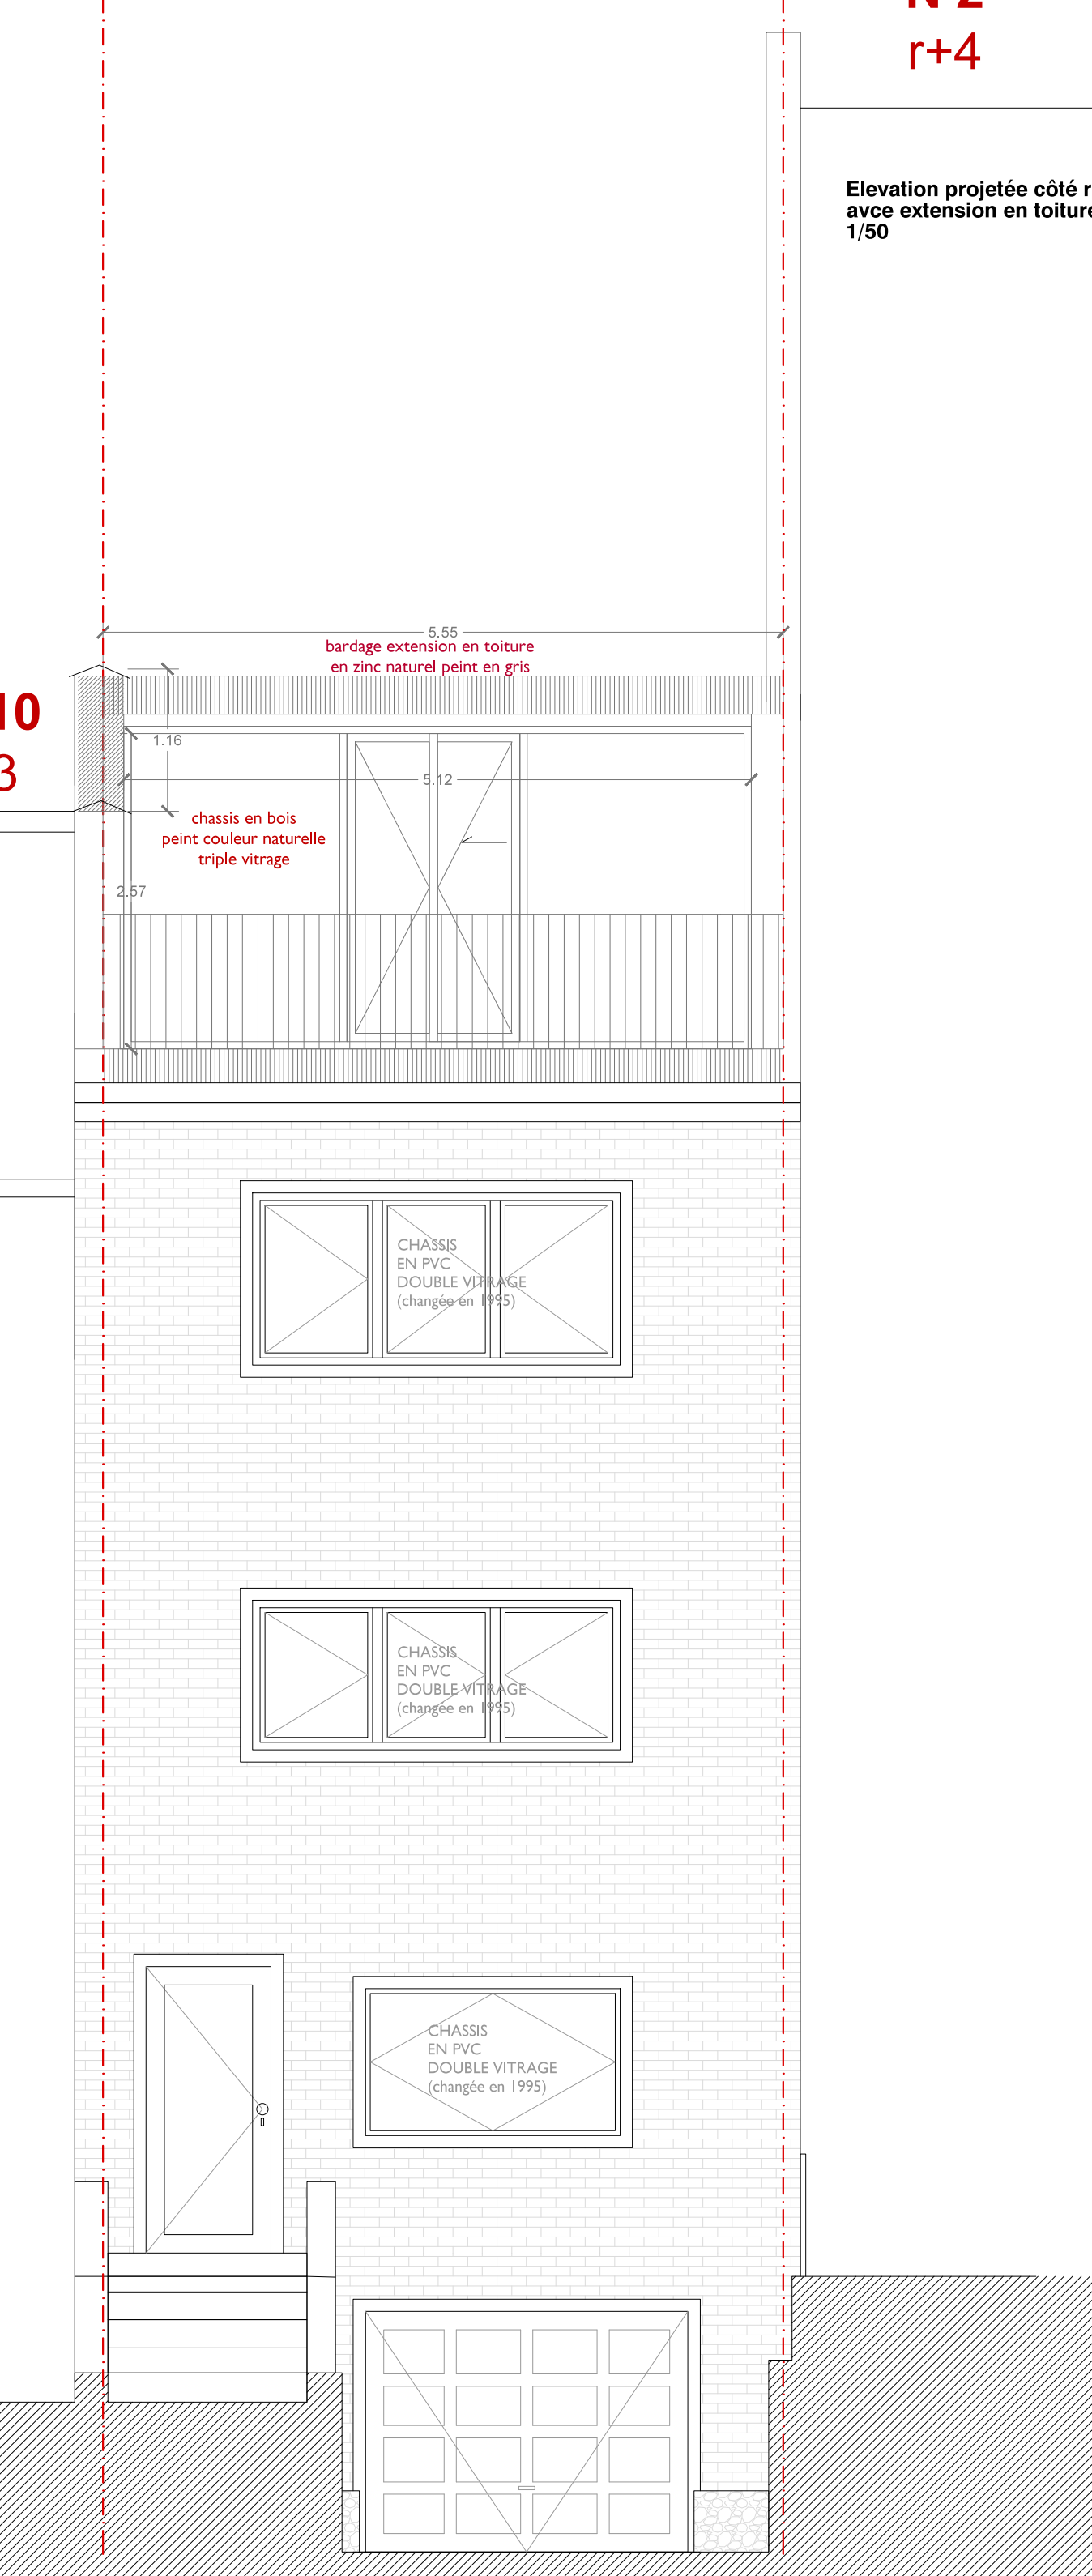 r+4
Elevation projetée côté r
avce extension en toiture
1/50
5.55
bardage extension en toiture
en zinc naturel peint en gris
10
3
1.16
5.12
chassis en bois
peint couleur naturelle
triple vitrage
2.57
CHASSIS
EN PVC
DOUBLE VITRAGE
(changée en 1995)
CHASSIS
EN PVC
DOUBLE VITRAGE
(changée en 1995)
CHASSIS
EN PVC
DOUBLE VITRAGE
(changée en 1995)